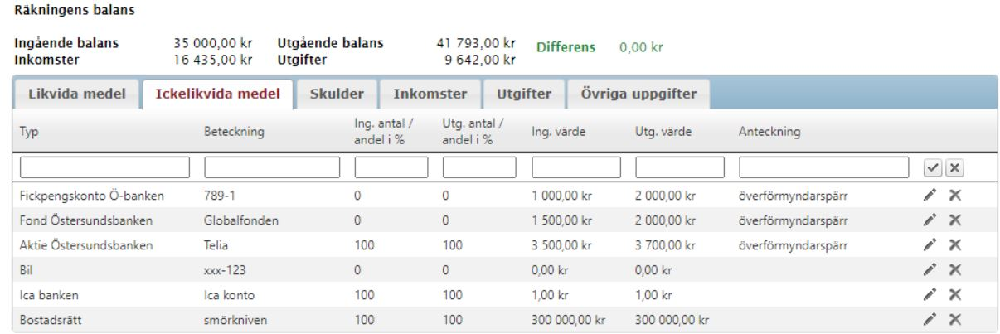 Räkningens balans
Ingående balans 35 000,00 kr Utgående balans 41 793,00 kr Differens 0,00 kr
Inkomster 16 435,00 kr Utgifter 9 642,00 kr
Likvida medel Ickelikvida medel Skulder Inkomster Utgifter Övriga uppgifter
Typ Beteckning Ing. antal / andel i % Utg. antal / andel i % Ing. värde Utg. värde Anteckning
Fickpengskonto Ö-banken 789-1 0 0 1 000,00 kr 2 000,00 kr överförmyndarspärr
Fond Östersundsbanken Globalfonden 0 0 1 500,00 kr 2 000,00 kr överförmyndarspärr
Aktie Östersundsbanken Telia 100 100 3 500,00 kr 3 700,00 kr överförmyndarspärr
Bil xxx-123 0 0 0,00 kr 0,00 kr
Ica banken Ica konto 100 100 1,00 kr 1,00 kr
Bostadsrätt smörkniven 100 100 300 000,00 kr 300 000,00 kr